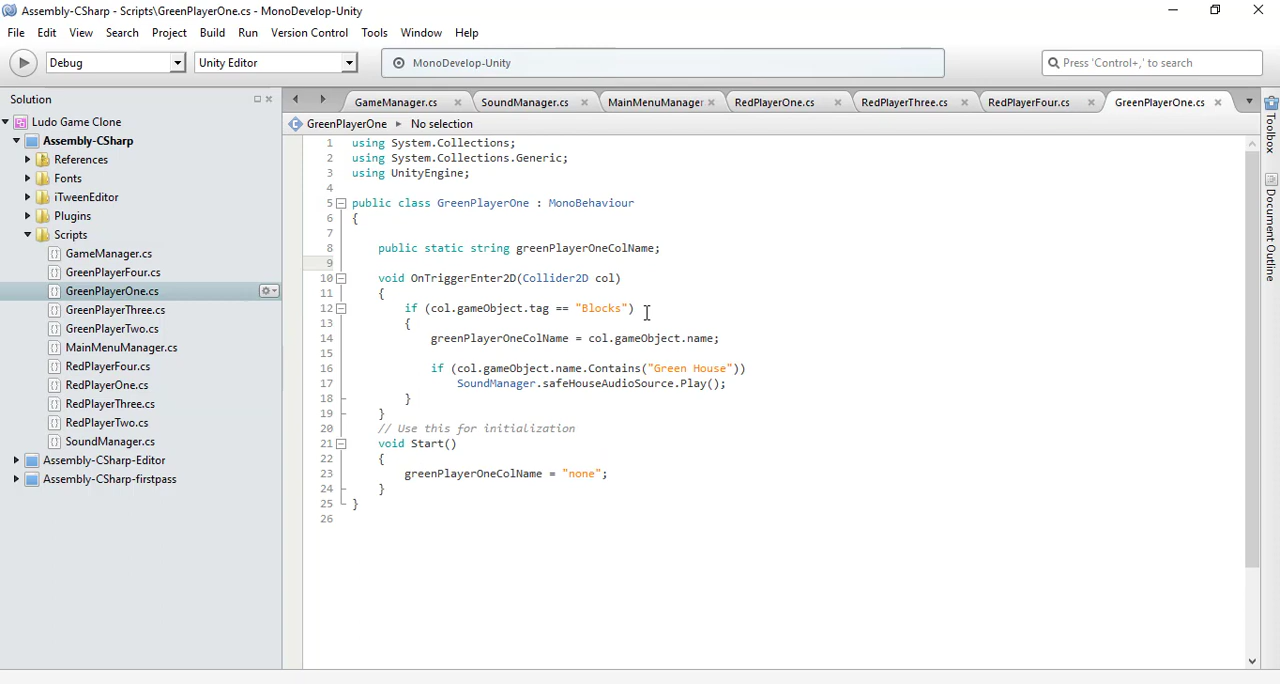 Assembly-CSharp - Scripts\GreenPlayerOne.cs - MonoDevelop-Unity
File Edit View Search Project Build Run Version Control Tools Window Help
Debug Unity Editor MonoDevelop-Unity Press 'Control+,' to search
Solution
GameManager.cs SoundManager.cs MainMenuManager RedPlayerOne.cs RedPlayerThree.cs RedPlayerFour.cs GreenPlayerOne.cs
GreenPlayerOne No selection
Ludo Game Clone
Assembly-CSharp
References
Fonts
iTweenEditor
Plugins
Scripts
GameManager.cs
GreenPlayerFour.cs
GreenPlayerOne.cs
GreenPlayerThree.cs
GreenPlayerTwo.cs
MainMenuManager.cs
RedPlayerFour.cs
RedPlayerOne.cs
RedPlayerThree.cs
RedPlayerTwo.cs
SoundManager.cs
Assembly-CSharp-Editor
Assembly-CSharp-firstpass
1 using System.Collections;
2 using System.Collections.Generic;
3 using UnityEngine;
4
5 public class GreenPlayerOne : MonoBehaviour
6 {
7
8 public static string greenPlayerOneColName;
9
10 void OnTriggerEnter2D(Collider2D col)
11 {
12 if (col.gameObject.tag == "Blocks")
13 {
14 greenPlayerOneColName = col.gameObject.name;
15
16 if (col.gameObject.name.Contains("Green House"))
17 SoundManager.safeHouseAudioSource.Play();
18 }
19 }
20 // Use this for initialization
21 void Start()
22 {
23 greenPlayerOneColName = "none";
24 }
25 }
26
Toolbox
Document Outline